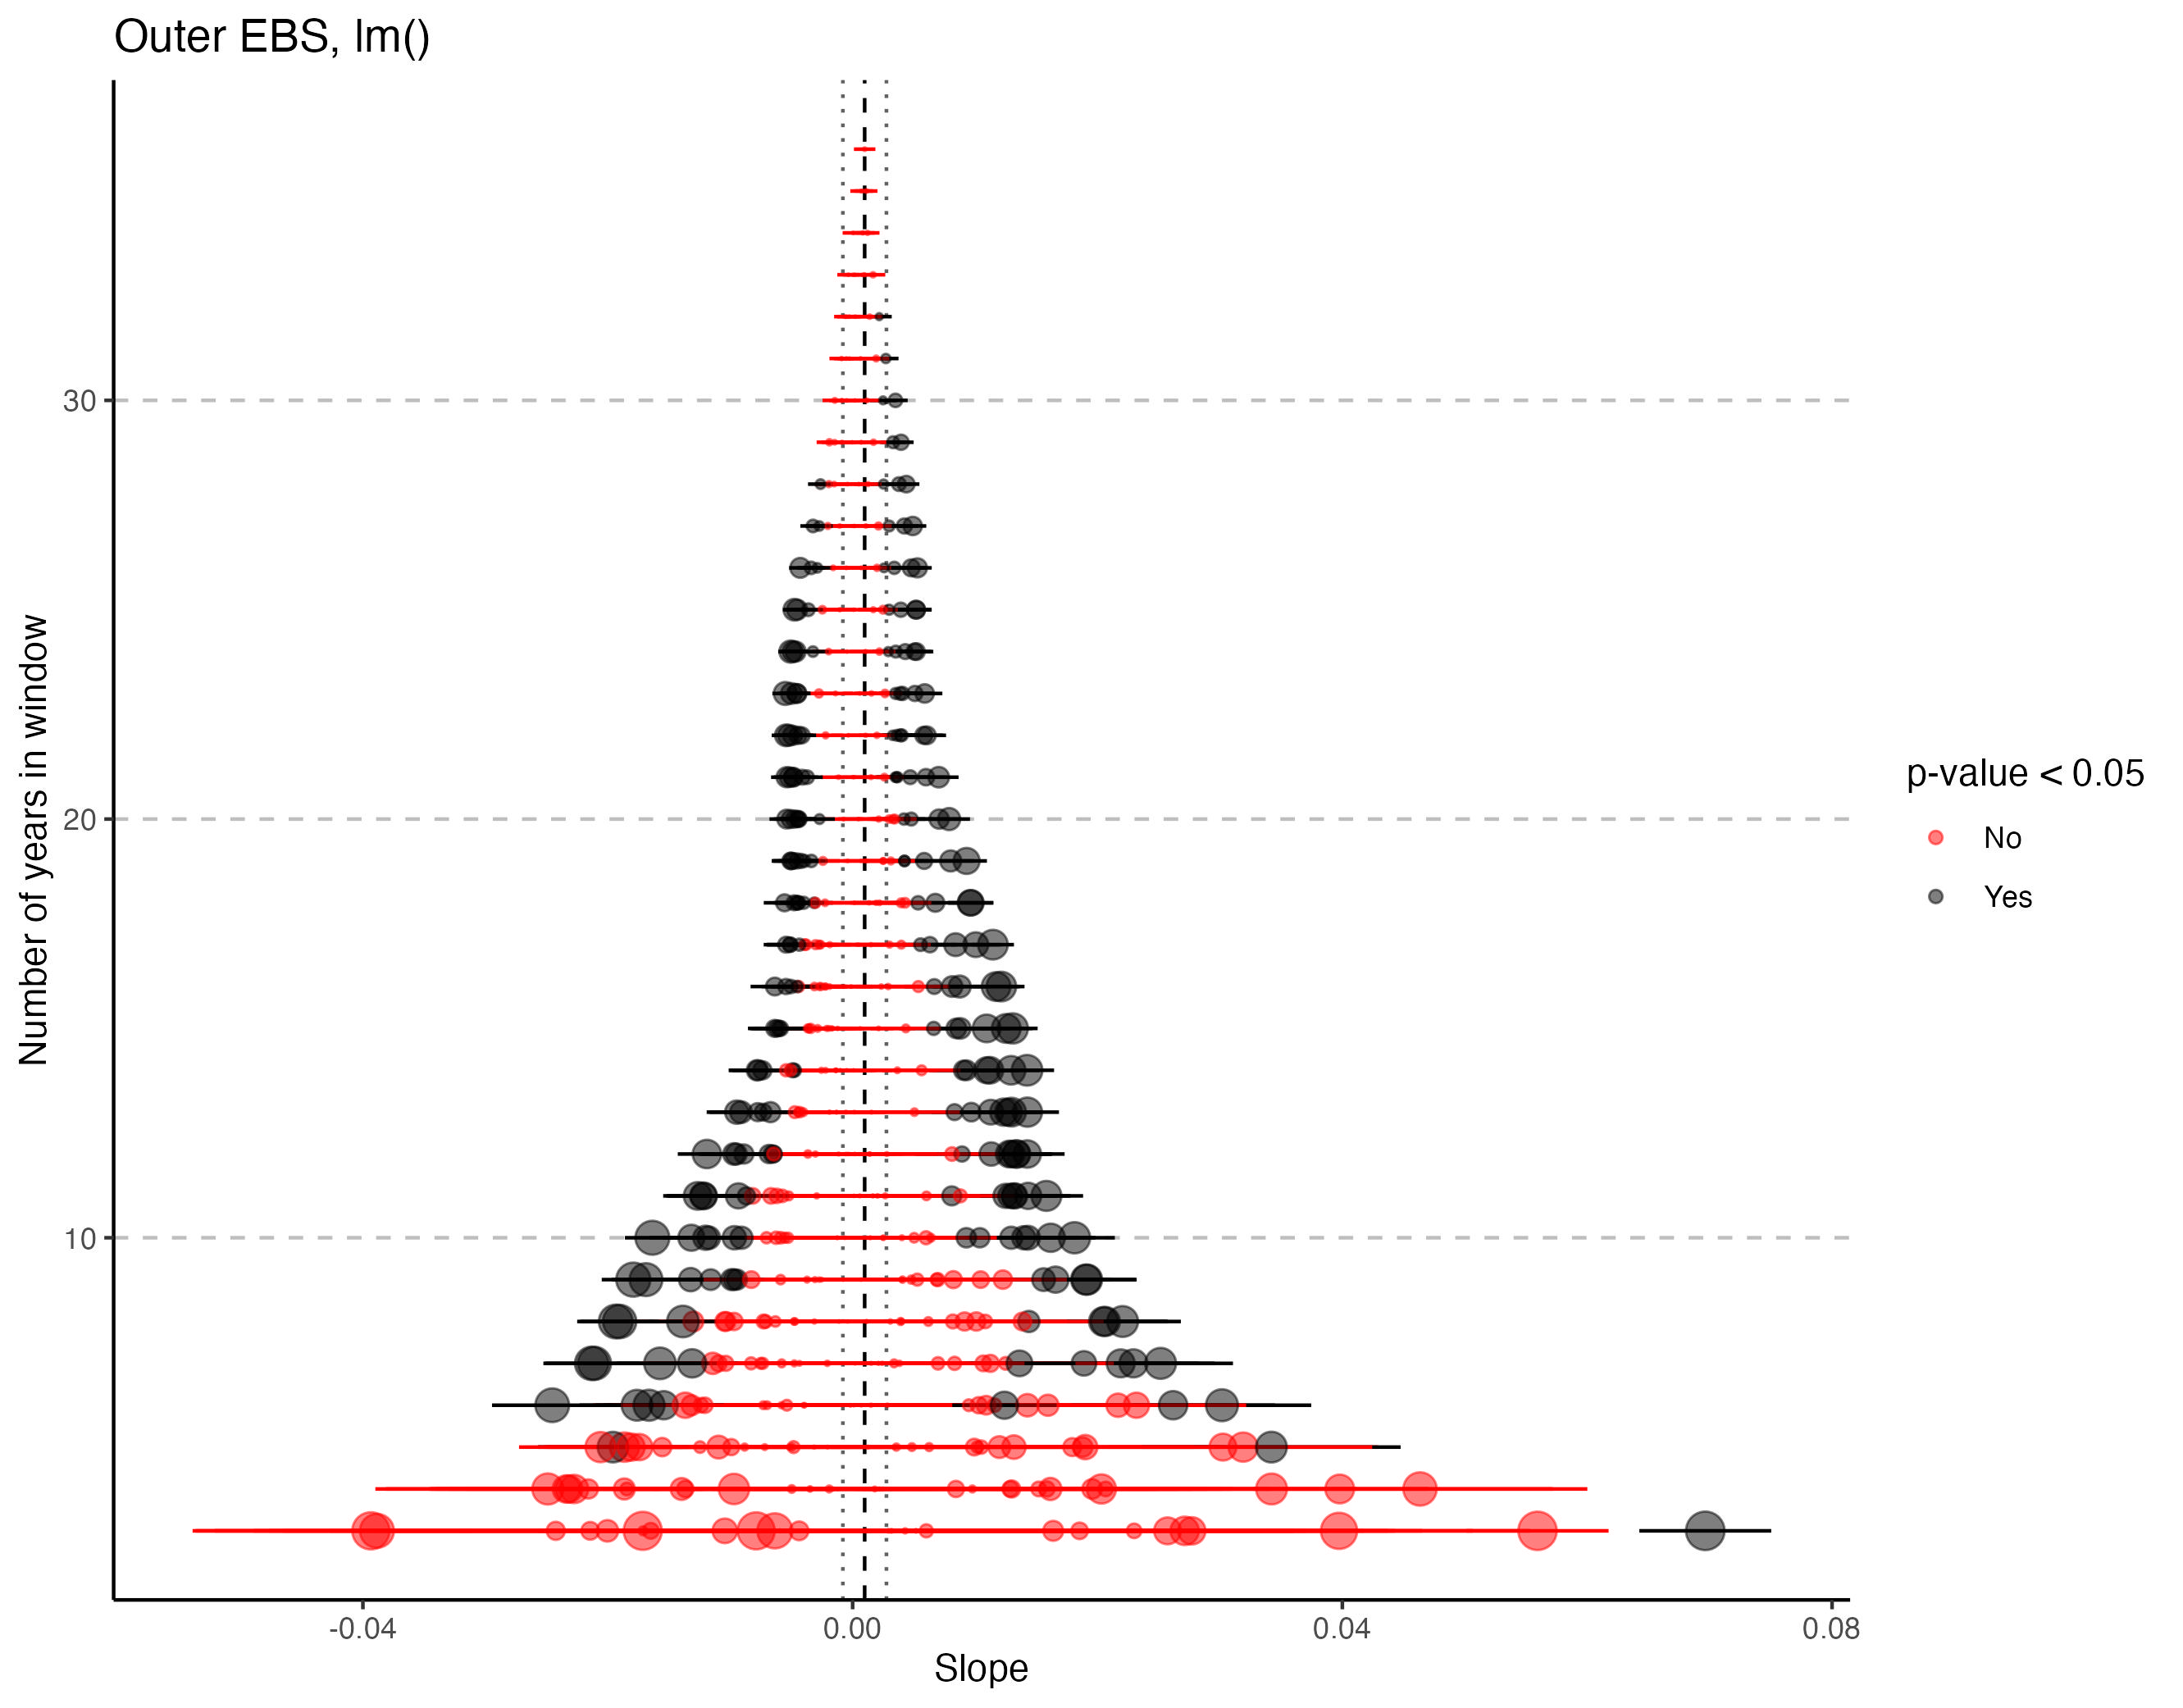 Outer EBS, lm()
Number of years in window
30
20
10
-0.04
0.00
0.04
0.08
Slope
p-value < 0.05
No
Yes